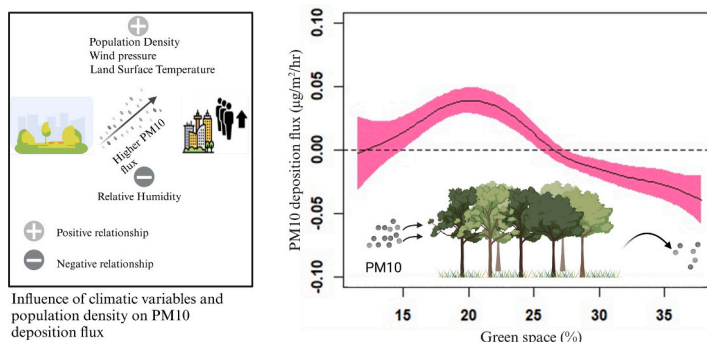 Population Density
Wind pressure
Land Surface Temperature
Higher PM10
flux
Relative Humidity
Positive relationship
Negative relationship
Influence of climatic variables and
population density on PM10
deposition flux
PM10 deposition flux (µg/m²/hr)
0.10
0.05
0.00
-0.05
-0.10
PM10
15
20
25
30
35
Green space (%)